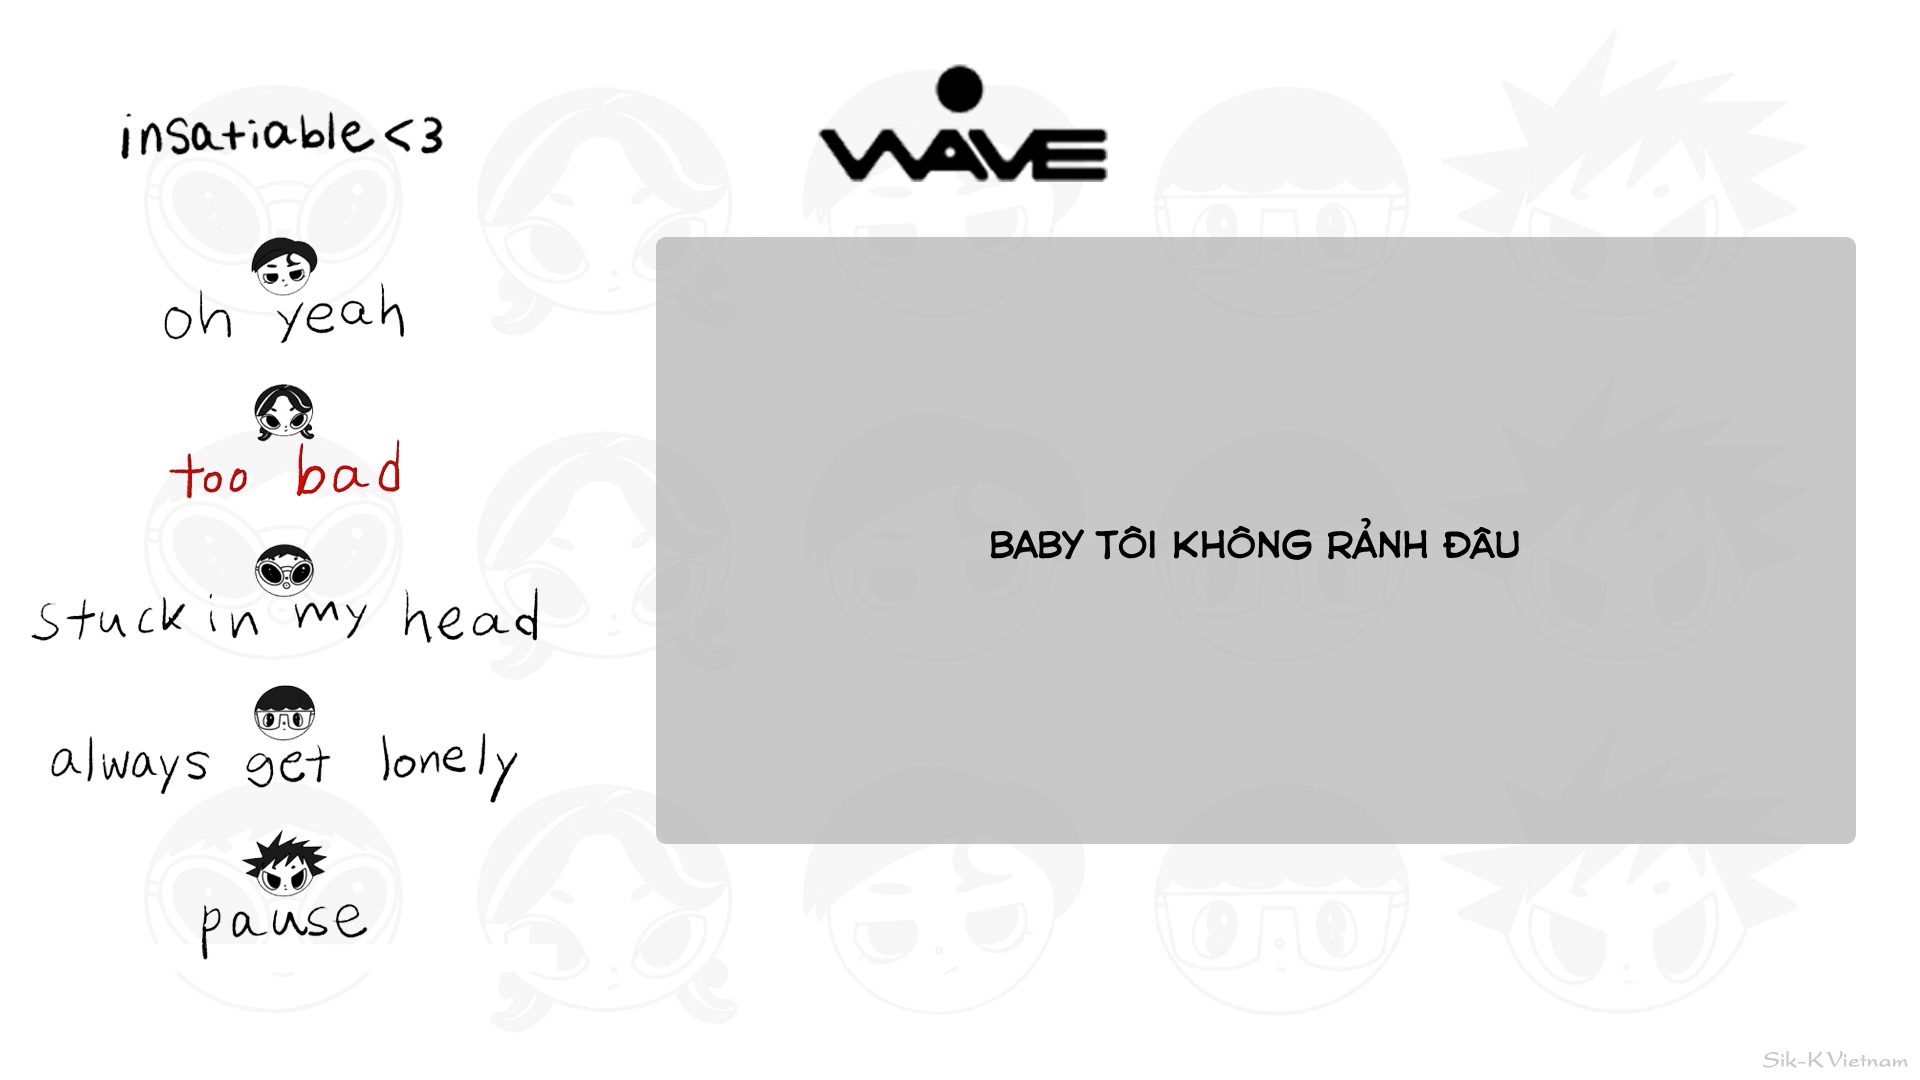 insatiable<3
oh yeah
too bad
stuck in my head
always get lonely
pause
WAVE
BABY TÔI KHÔNG RẢNH ĐÂU
Sik-K Vietnam